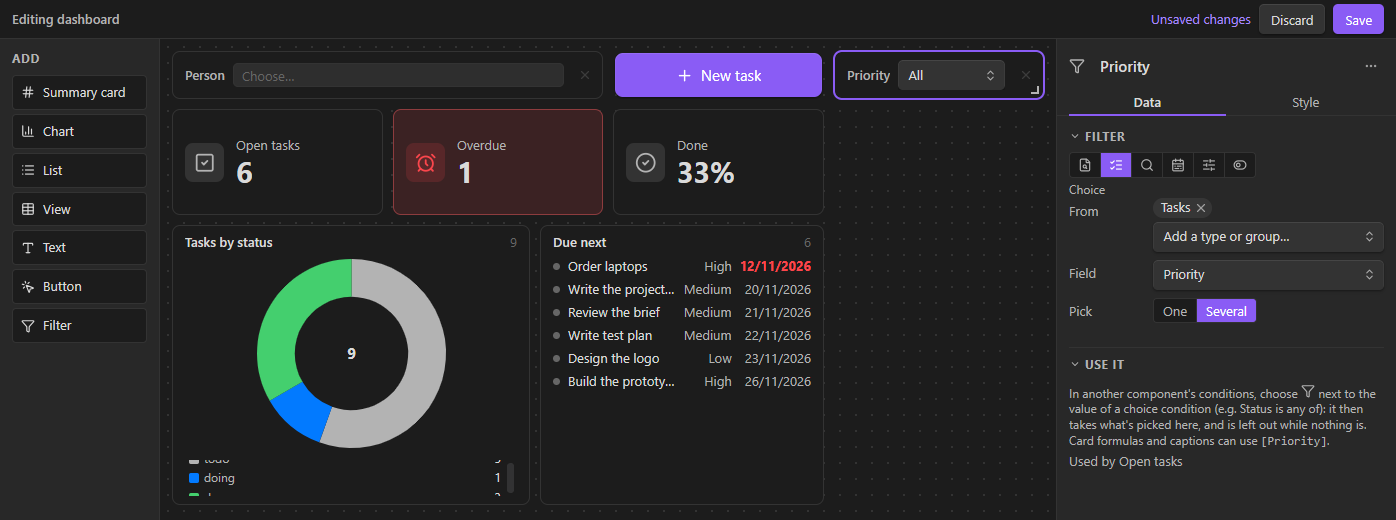 Editing dashboard
Unsaved changes
Discard
Save
ADD
Summary card
Chart
List
View
Text
Button
Filter
Person
Choose...
New task
Priority
All
Open tasks
6
Overdue
1
Done
33%
Tasks by status
9
9
todo
doing
1
Due next
6
Order laptops High 12/11/2026
Write the project... Medium 20/11/2026
Review the brief Medium 21/11/2026
Write test plan Medium 22/11/2026
Design the logo Low 23/11/2026
Build the prototy... High 26/11/2026
Priority
Data
Style
FILTER
Choice
From
Tasks
Add a type or group...
Field
Priority
Pick
One
Several
USE IT
In another component's conditions, choose next to the
value of a choice condition (e.g. Status is any of): it then
takes what's picked here, and is left out while nothing is.
Card formulas and captions can use [Priority].
Used by Open tasks